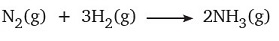 N₂(g) + 3H₂(g) ⟶ 2NH₃(g)